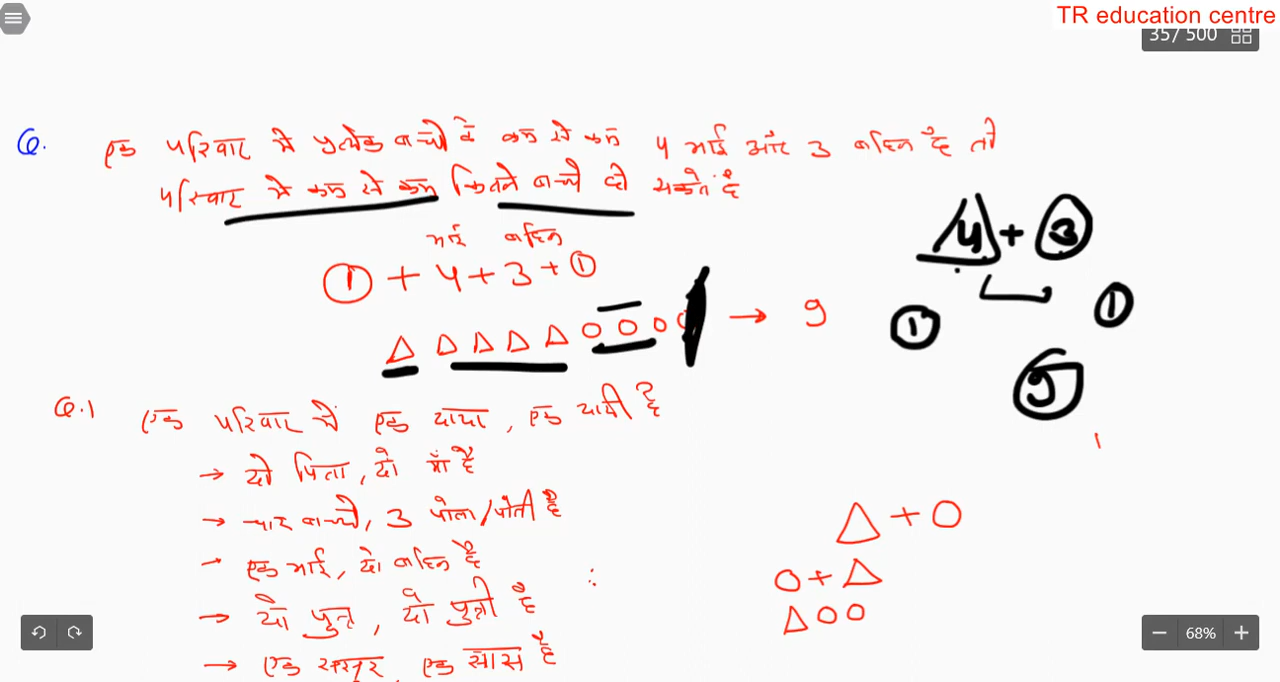 TR education centre
35/500
Q. एक परिवार में प्रत्येक बच्चे के कम से कम 4 भाई और 3 बहिन है तो
परिवार में कम से कम कितने बच्चे हो सकते है
भाई बहिन
1 + 4 + 3 + 1
→ 9
4 + 3
1 1
9
Q.1 एक परिवार में एक दादा, एक दादी है
→ दो पिता, दो माँ है
→ चार बच्चे, 3 पोता/पोती है
→ एक भाई, दो बहिन है
→ दो पुत्र, दो पुत्री है
→ एक ससुर, एक सास है
68%